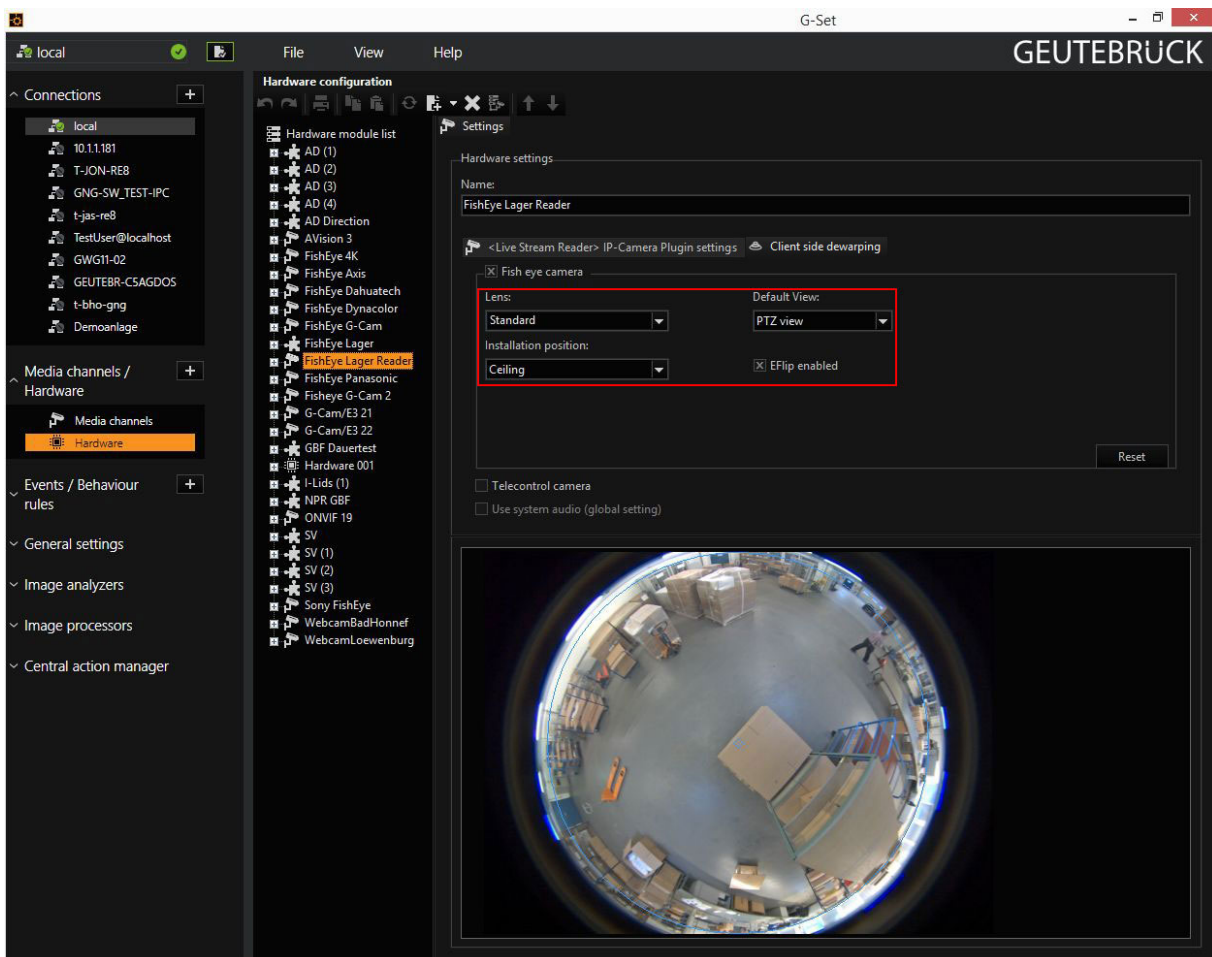 G-Set
local
File View Help
GEUTEBRÜCK
Connections
local
10.1.1.181
T-JON-RE8
GNG-SW_TEST-IPC
t-jas-re8
TestUser@localhost
GWG11-02
GEUTEBR-C5AGDOS
t-bho-gng
Demoanlage
Media channels /
Hardware
Media channels
Hardware
Events / Behaviour
rules
General settings
Image analyzers
Image processors
Central action manager
Hardware configuration
Hardware module list
AD (1)
AD (2)
AD (3)
AD (4)
AD Direction
AVision 3
FishEye 4K
FishEye Axis
FishEye Dahuatech
FishEye Dynacolor
FishEye G-Cam
FishEye Lager
FishEye Lager Reader
FishEye Panasonic
Fisheye G-Cam 2
G-Cam/E3 21
G-Cam/E3 22
GBF Dauertest
Hardware 001
I-Lids (1)
NPR GBF
ONVIF 19
SV
SV (1)
SV (2)
SV (3)
Sony FishEye
WebcamBadHonnef
WebcamLoewenburg
Settings
Hardware settings
Name:
FishEye Lager Reader
<Live Stream Reader> IP-Camera Plugin settings Client side dewarping
Fish eye camera
Lens: Default View:
Standard PTZ view
Installation position:
Ceiling EFlip enabled
Reset
Telecontrol camera
Use system audio (global setting)